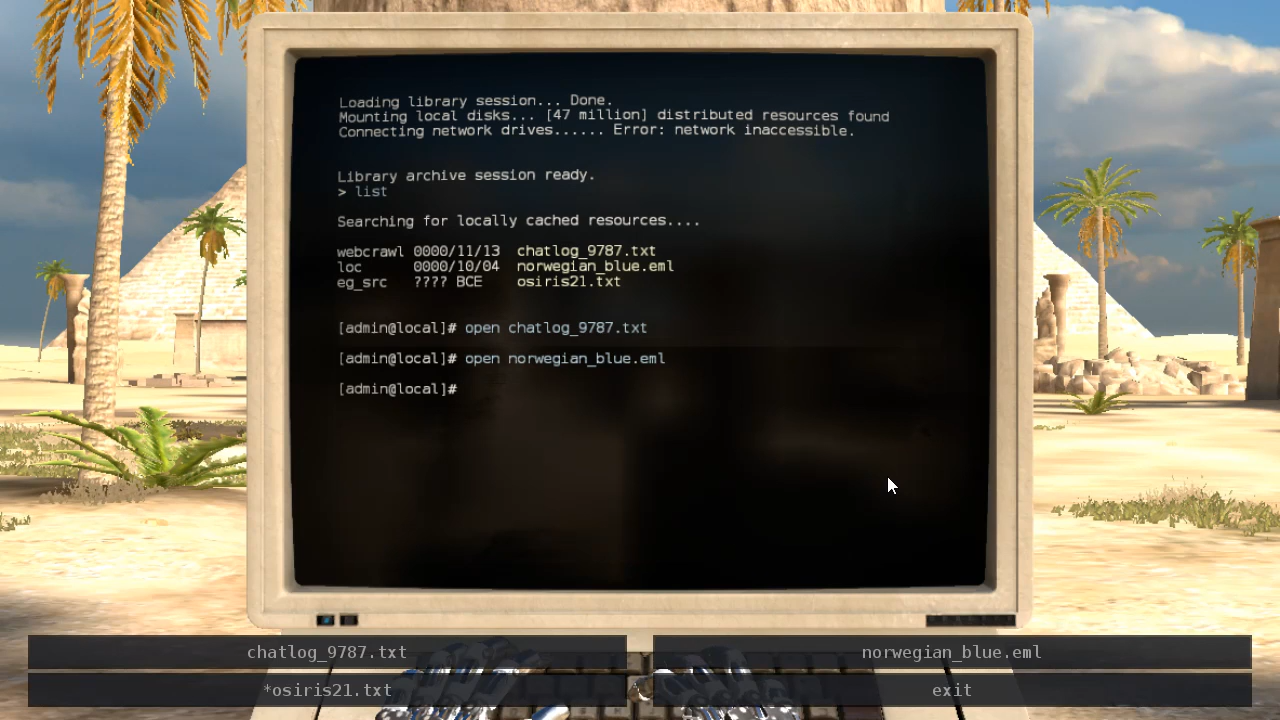 Loading library session... Done.
Mounting local disks... [47 million] distributed resources found
Connecting network drives...... Error: network inaccessible.
Library archive session ready.
> list
Searching for locally cached resources....
webcrawl 0000/11/13 chatlog_9787.txt
loc 0000/10/04 norwegian_blue.eml
eg_src ???? BCE osiris21.txt
[admin@local]# open chatlog_9787.txt
[admin@local]# open norwegian_blue.eml
[admin@local]#
chatlog_9787.txt
norwegian_blue.eml
*osiris21.txt
exit